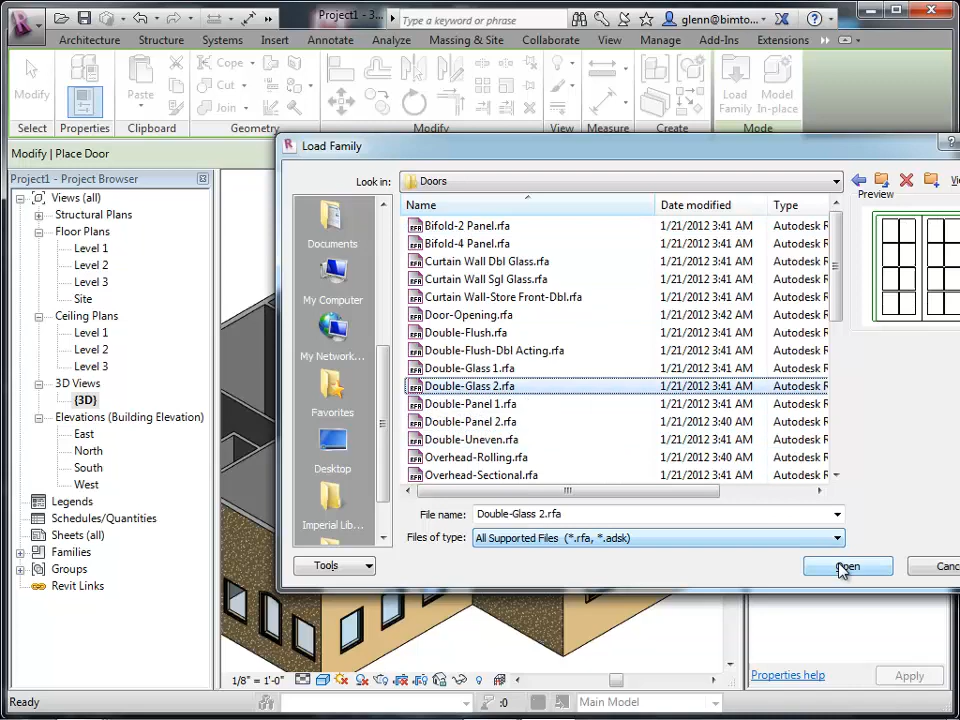 Project1 - 3...
Type a keyword or phrase
glenn@bimto...
Architecture
Structure
Systems
Insert
Annotate
Analyze
Massing & Site
Collaborate
View
Manage
Add-Ins
Extensions
Modify
Paste
Cope
Cut
Join
Load
Family
Model
In-place
Select
Properties
Clipboard
Geometry
Modify
View
Measure
Create
Mode
Modify | Place Door
Project1 - Project Browser
Views (all)
Structural Plans
Floor Plans
Level 1
Level 2
Level 3
Site
Ceiling Plans
Level 1
Level 2
Level 3
3D Views
{3D}
Elevations (Building Elevation)
East
North
South
West
Legends
Schedules/Quantities
Sheets (all)
Families
Groups
Revit Links
Load Family
Look in:
Doors
Documents
My Computer
My Network...
Favorites
Desktop
Imperial Lib...
Name
Date modified
Type
Bifold-2 Panel.rfa 1/21/2012 3:41 AM Autodesk R
Bifold-4 Panel.rfa 1/21/2012 3:41 AM Autodesk R
Curtain Wall Dbl Glass.rfa 1/21/2012 3:41 AM Autodesk R
Curtain Wall Sgl Glass.rfa 1/21/2012 3:41 AM Autodesk R
Curtain Wall-Store Front-Dbl.rfa 1/21/2012 3:41 AM Autodesk R
Door-Opening.rfa 1/21/2012 3:42 AM Autodesk R
Double-Flush.rfa 1/21/2012 3:41 AM Autodesk R
Double-Flush-Dbl Acting.rfa 1/21/2012 3:41 AM Autodesk R
Double-Glass 1.rfa 1/21/2012 3:41 AM Autodesk R
Double-Glass 2.rfa 1/21/2012 3:41 AM Autodesk R
Double-Panel 1.rfa 1/21/2012 3:41 AM Autodesk R
Double-Panel 2.rfa 1/21/2012 3:40 AM Autodesk R
Double-Uneven.rfa 1/21/2012 3:41 AM Autodesk R
Overhead-Rolling.rfa 1/21/2012 3:40 AM Autodesk R
Overhead-Sectional.rfa 1/21/2012 3:41 AM Autodesk R
Preview
File name:
Double-Glass 2.rfa
Files of type:
All Supported Files (*.rfa, *.adsk)
Tools
Open
Canc
1/8" = 1'-0"
Properties help
Apply
Ready
:0
Main Model